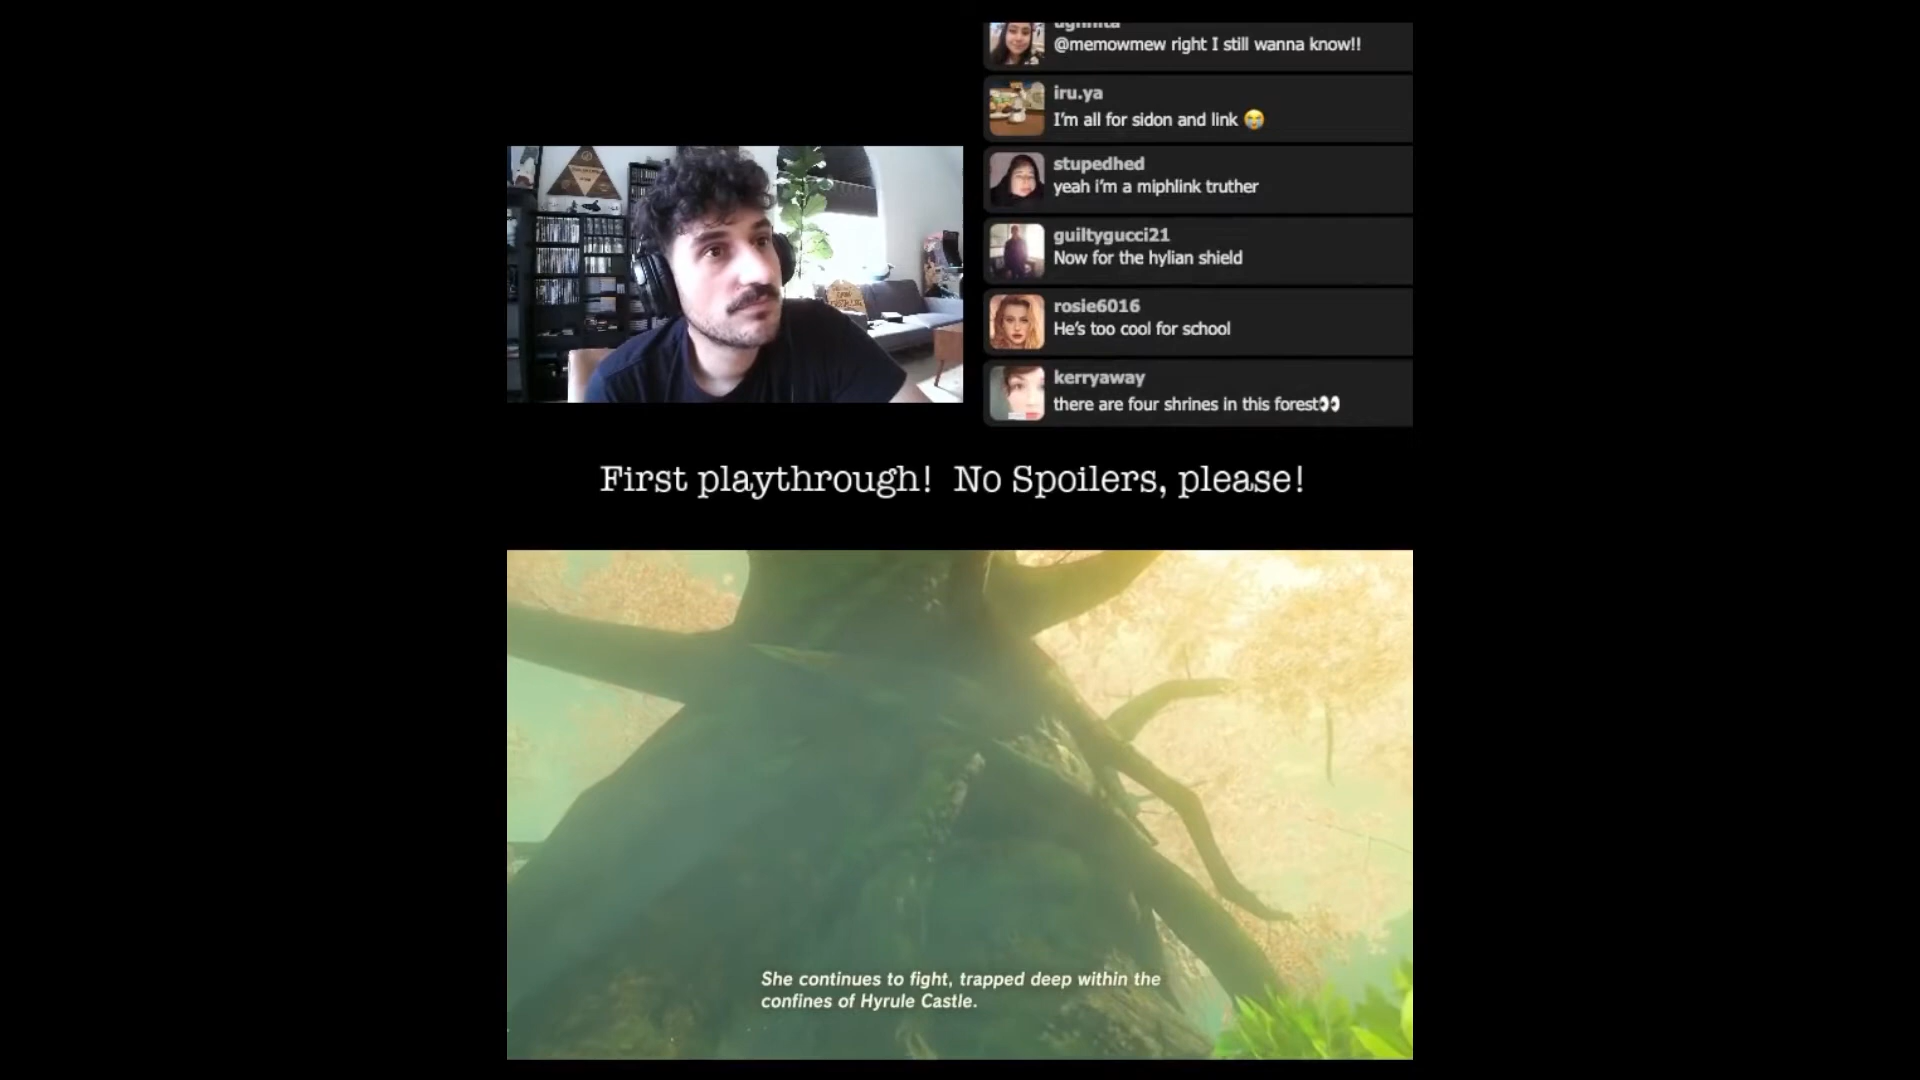 @memowmew right I still wanna know!!
iru.ya
I'm all for sidon and link 😭
stupedhed
yeah i'm a miphlink truther
guiltygucci21
Now for the hylian shield
rosie6016
He's too cool for school
kerryaway
there are four shrines in this forest👀
First playthrough! No Spoilers, please!
She continues to fight, trapped deep within the
confines of Hyrule Castle.